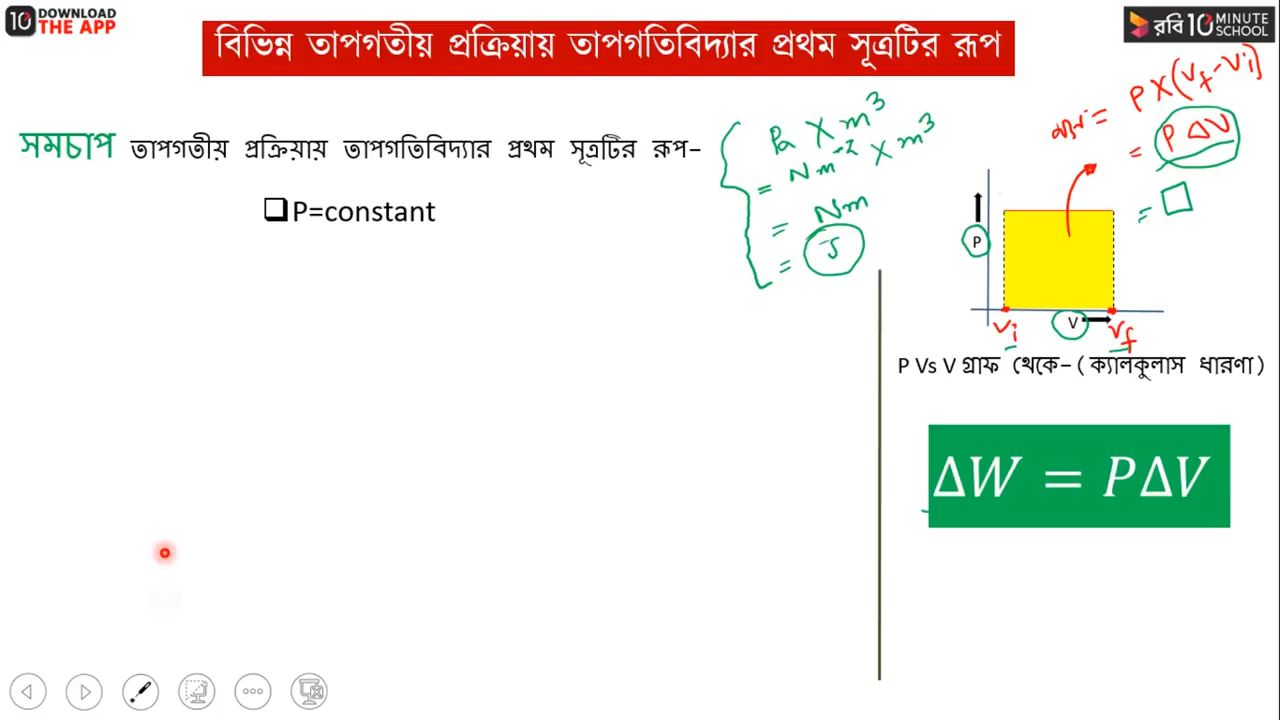 10 DOWNLOAD
THE APP
বিভিন্ন তাপগতীয় প্রক্রিয়ায় তাপগতিবিদ্যার প্রথম সূত্রটির রূপ
রবি 10 MINUTE
SCHOOL
সমচাপ তাপগতীয় প্রক্রিয়ায় তাপগতিবিদ্যার প্রথম সূত্রটির রূপ-
P=constant
Pa X m³
= Nm⁻² X m³
= Nm
= J
= P X (Vf - Vi)
= P ΔV
=
P
V
Vi
Vf
P Vs V গ্রাফ থেকে- ( ক্যালকুলাস ধারণা )
ΔW = PΔV